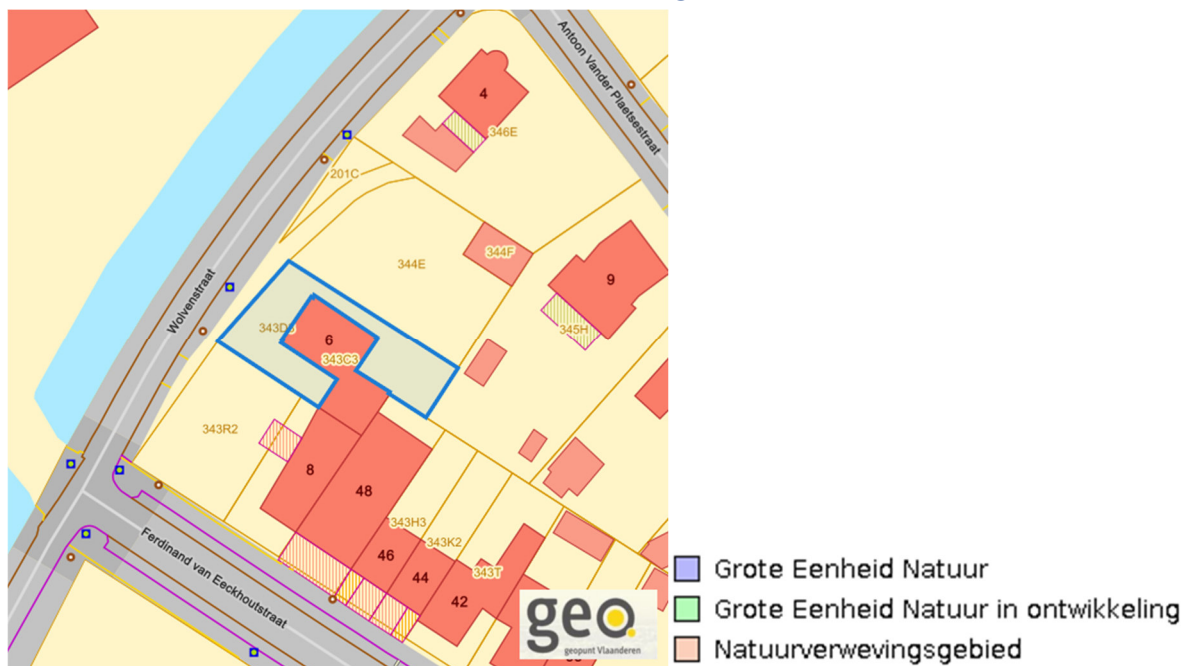 Antoon Vander Plaetsestraat
4
346E
201C
344F
344E
9
345H
Wolvenstraat
343D3
6
343C3
343R2
8
48
343H3
46
343K2
44
343T
42
Ferdinand van Eeckhoutstraat
geo.
geopunt Vlaanderen
Grote Eenheid Natuur
Grote Eenheid Natuur in ontwikkeling
Natuurverwevingsgebied